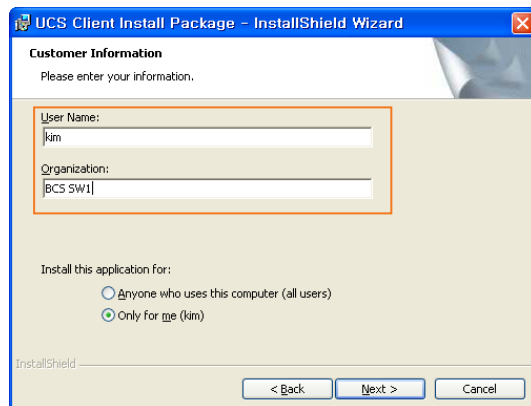 UCS Client Install Package - InstallShield Wizard
Customer Information
Please enter your information.
User Name:
kim
Organization:
BCS SW1
Install this application for:
Anyone who uses this computer (all users)
Only for me (kim)
InstallShield
< Back
Next >
Cancel